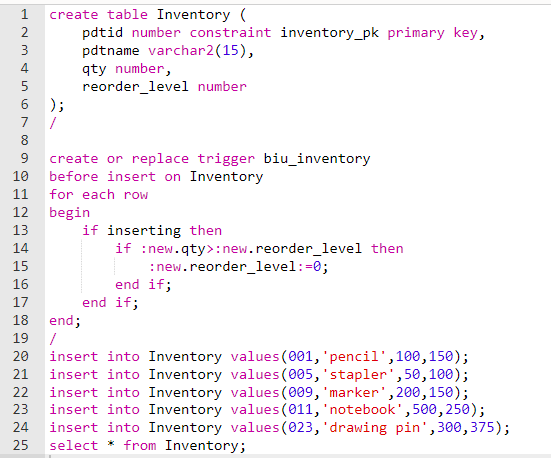 1 create table Inventory (
2 pdtid number constraint inventory_pk primary key,
3 pdtname varchar2(15),
4 qty number,
5 reorder_level number
6 );
7 /
8
9 create or replace trigger biu_inventory
10 before insert on Inventory
11 for each row
12 begin
13 if inserting then
14 if :new.qty>:new.reorder_level then
15 :new.reorder_level:=0;
16 end if;
17 end if;
18 end;
19 /
20 insert into Inventory values(001,'pencil',100,150);
21 insert into Inventory values(005,'stapler',50,100);
22 insert into Inventory values(009,'marker',200,150);
23 insert into Inventory values(011,'notebook',500,250);
24 insert into Inventory values(023,'drawing pin',300,375);
25 select * from Inventory;